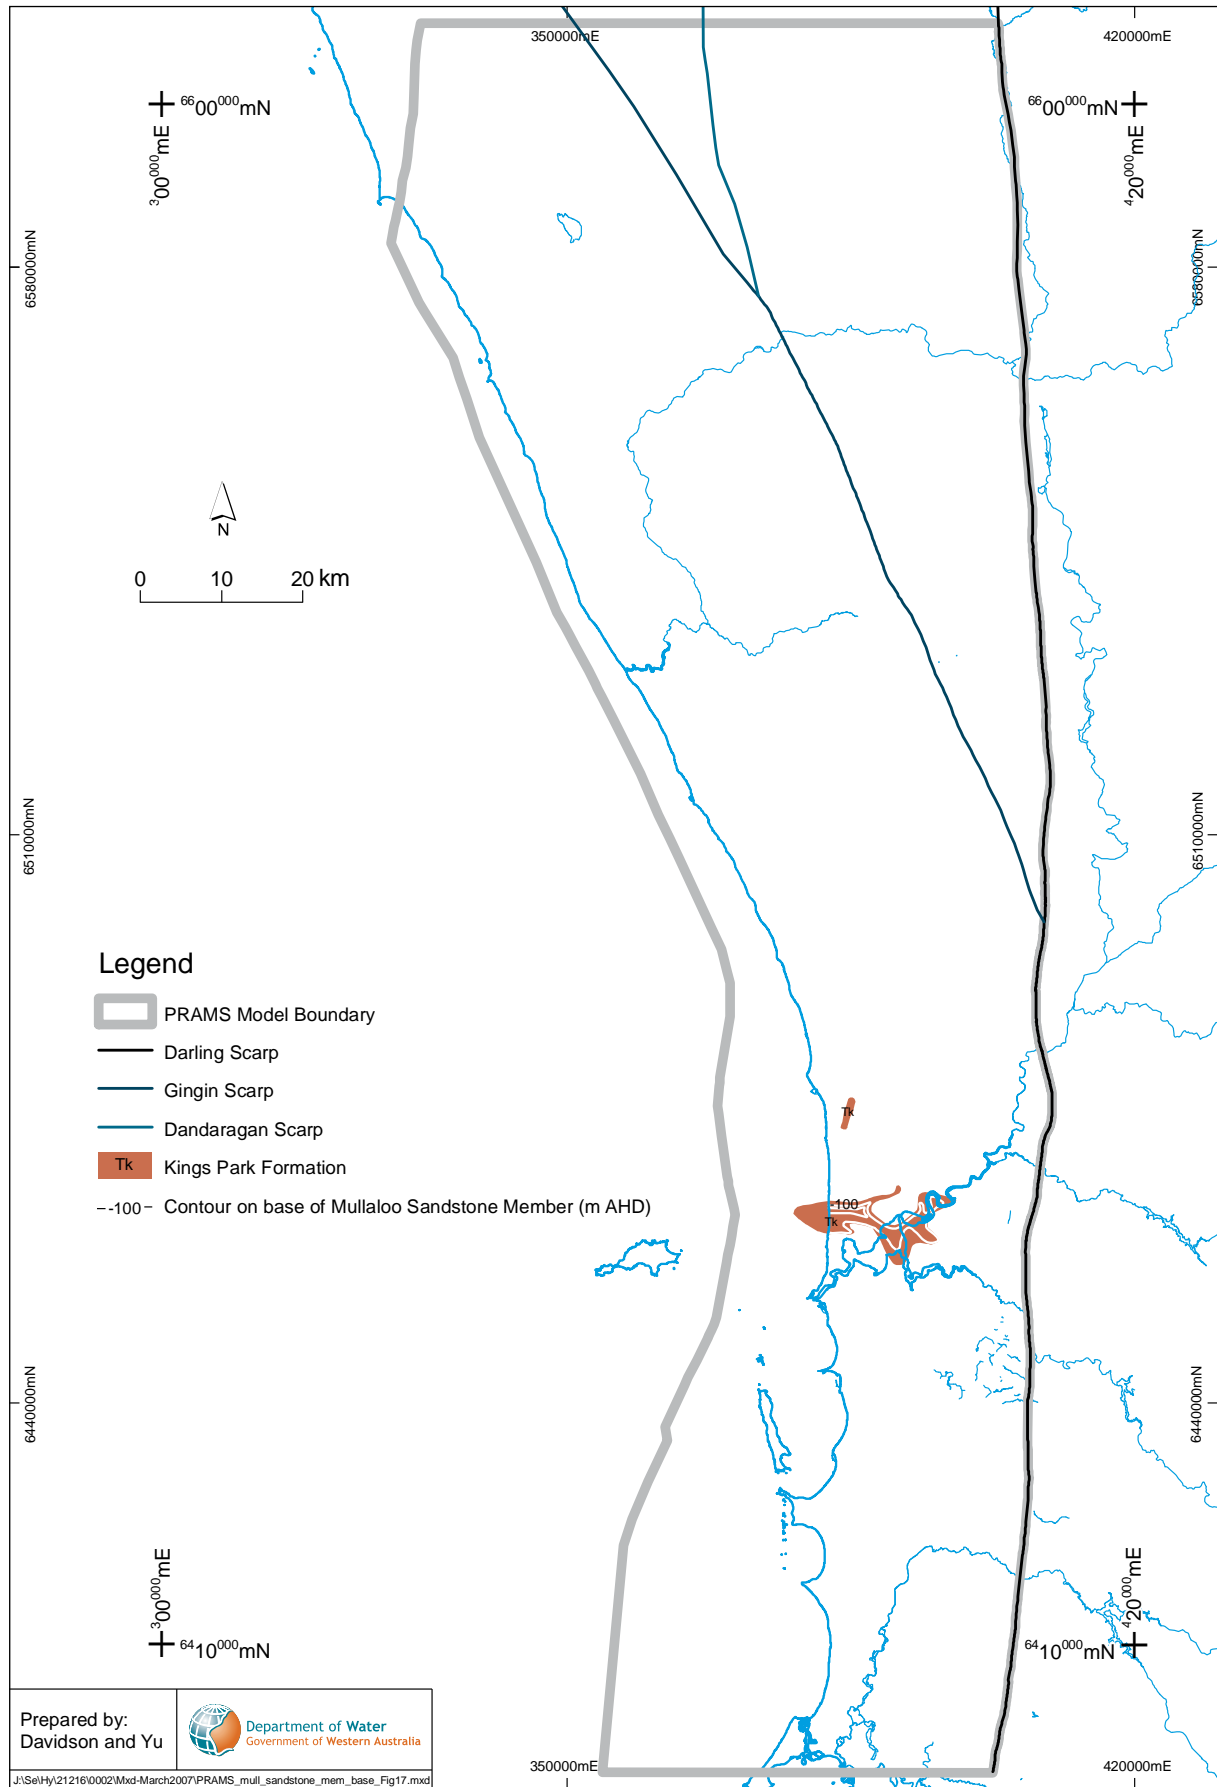 350000mE
420000mE
6600000mN
6600000mN
300000mE
420000mE
6580000mN
6580000mN
N
0 10 20 km
6510000mN
6510000mN
Legend
PRAMS Model Boundary
Darling Scarp
Gingin Scarp
Dandaragan Scarp
Tk Kings Park Formation
-100 Contour on base of Mullaloo Sandstone Member (m AHD)
Tk
-100
Tk
6440000mN
6440000mN
300000mE
420000mE
6410000mN
6410000mN
Prepared by:
Davidson and Yu
Department of Water
Government of Western Australia
J:\Se\Hy\21216\0002\Mxd-March2007\PRAMS_mull_sandstone_mem_base_Fig17.mxd
350000mE
420000mE